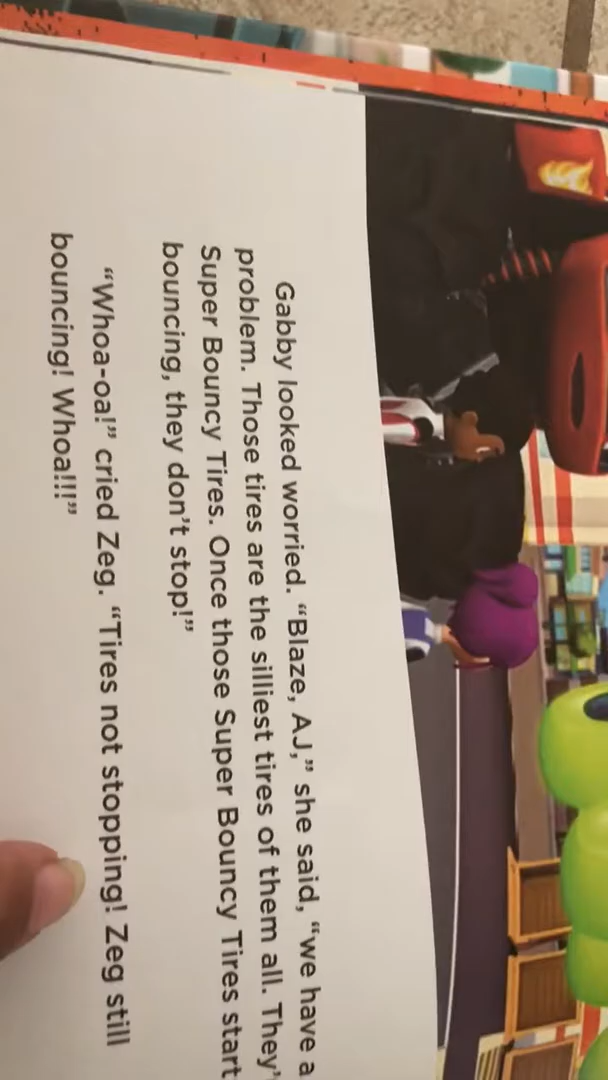 Gabby looked worried. “Blaze, AJ,” she said, “we have a
problem. Those tires are the silliest tires of them all. They’
Super Bouncy Tires. Once those Super Bouncy Tires start
bouncing, they don’t stop!”
“Whoa-oa!” cried Zeg. “Tires not stopping! Zeg still
bouncing! Whoa!!!”